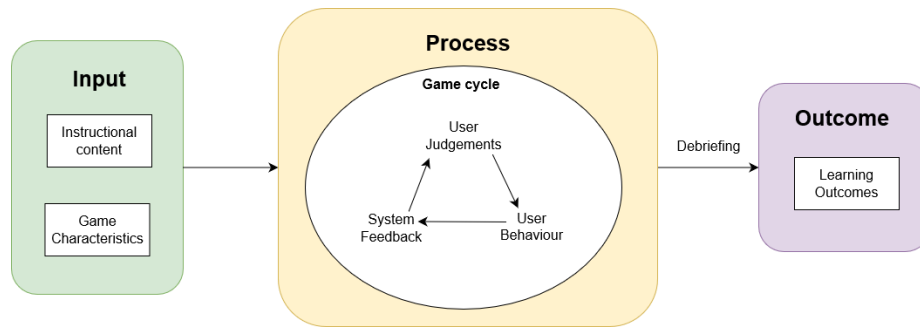 Input
Instructional
content
Game
Characteristics
Process
Game cycle
User
Judgements
System
Feedback
User
Behaviour
Debriefing
Outcome
Learning
Outcomes